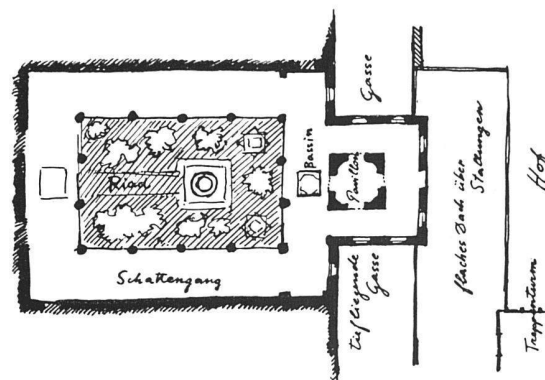 Gasse
Bassin
Riad
Pavillon
Schattengang
tiefliegende
Gasse
flaches Dach über
Stallungen
Hof
Treppenturm